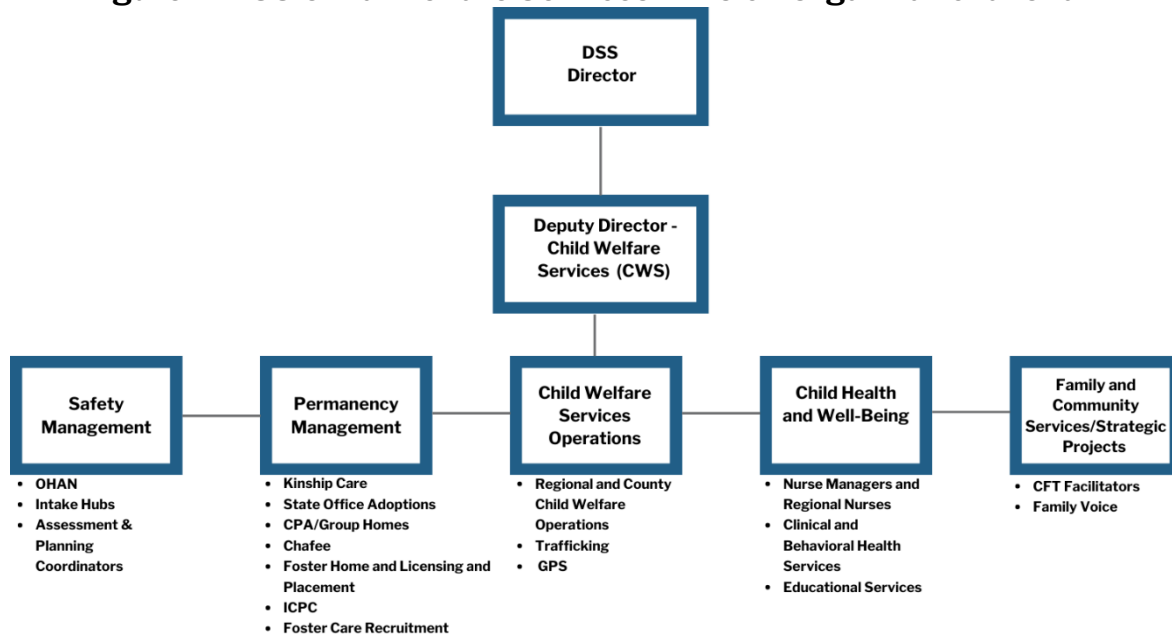 DSS
Director
Deputy Director -
Child Welfare
Services (CWS)
Safety
Management
Permanency
Management
Child Welfare
Services
Operations
Child Health
and Well-Being
Family and
Community
Services/Strategic
Projects
• OHAN
• Intake Hubs
• Assessment &
Planning
Coordinators
• Kinship Care
• State Office Adoptions
• CPA/Group Homes
• Chafee
• Foster Home and Licensing and
Placement
• ICPC
• Foster Care Recruitment
• Regional and County
Child Welfare
Operations
• Trafficking
• GPS
• Nurse Managers and
Regional Nurses
• Clinical and
Behavioral Health
Services
• Educational Services
• CFT Facilitators
• Family Voice